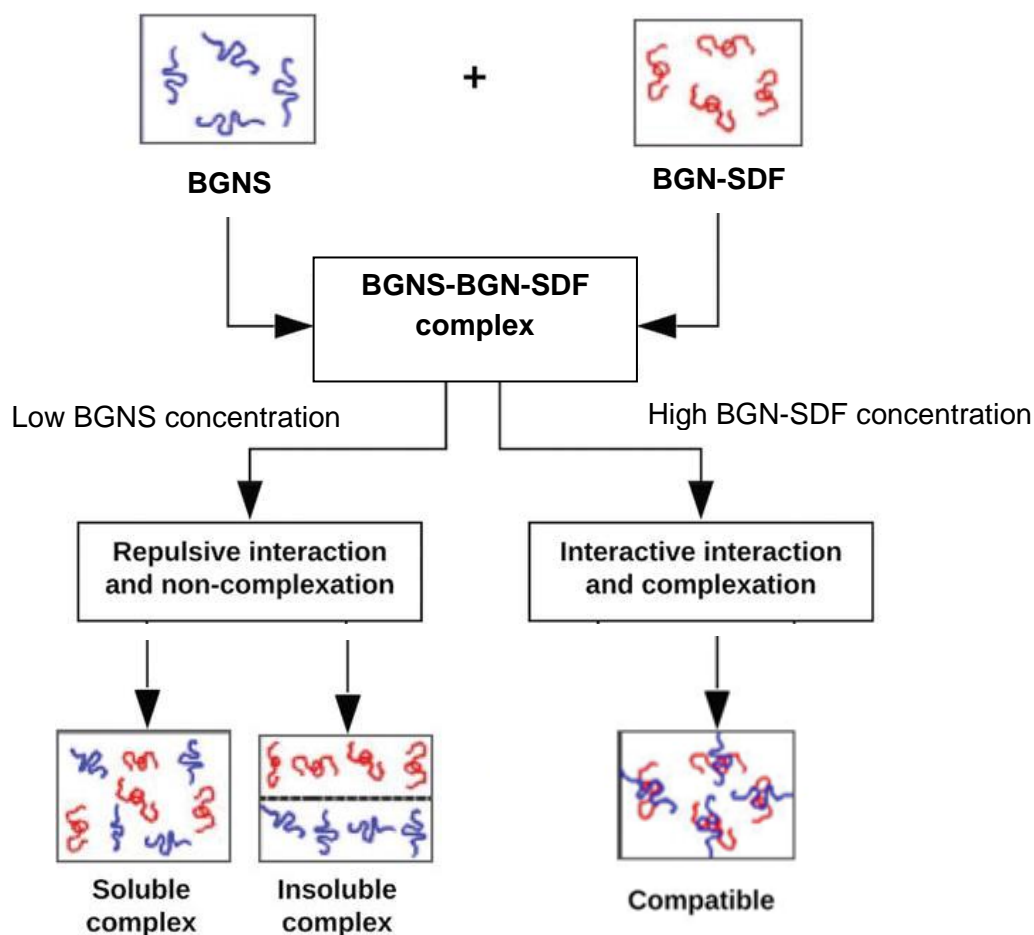 +
BGNS
BGN-SDF
BGNS-BGN-SDF
complex
Low BGNS concentration
High BGN-SDF concentration
Repulsive interaction
and non-complexation
Interactive interaction
and complexation
Soluble
complex
Insoluble
complex
Compatible